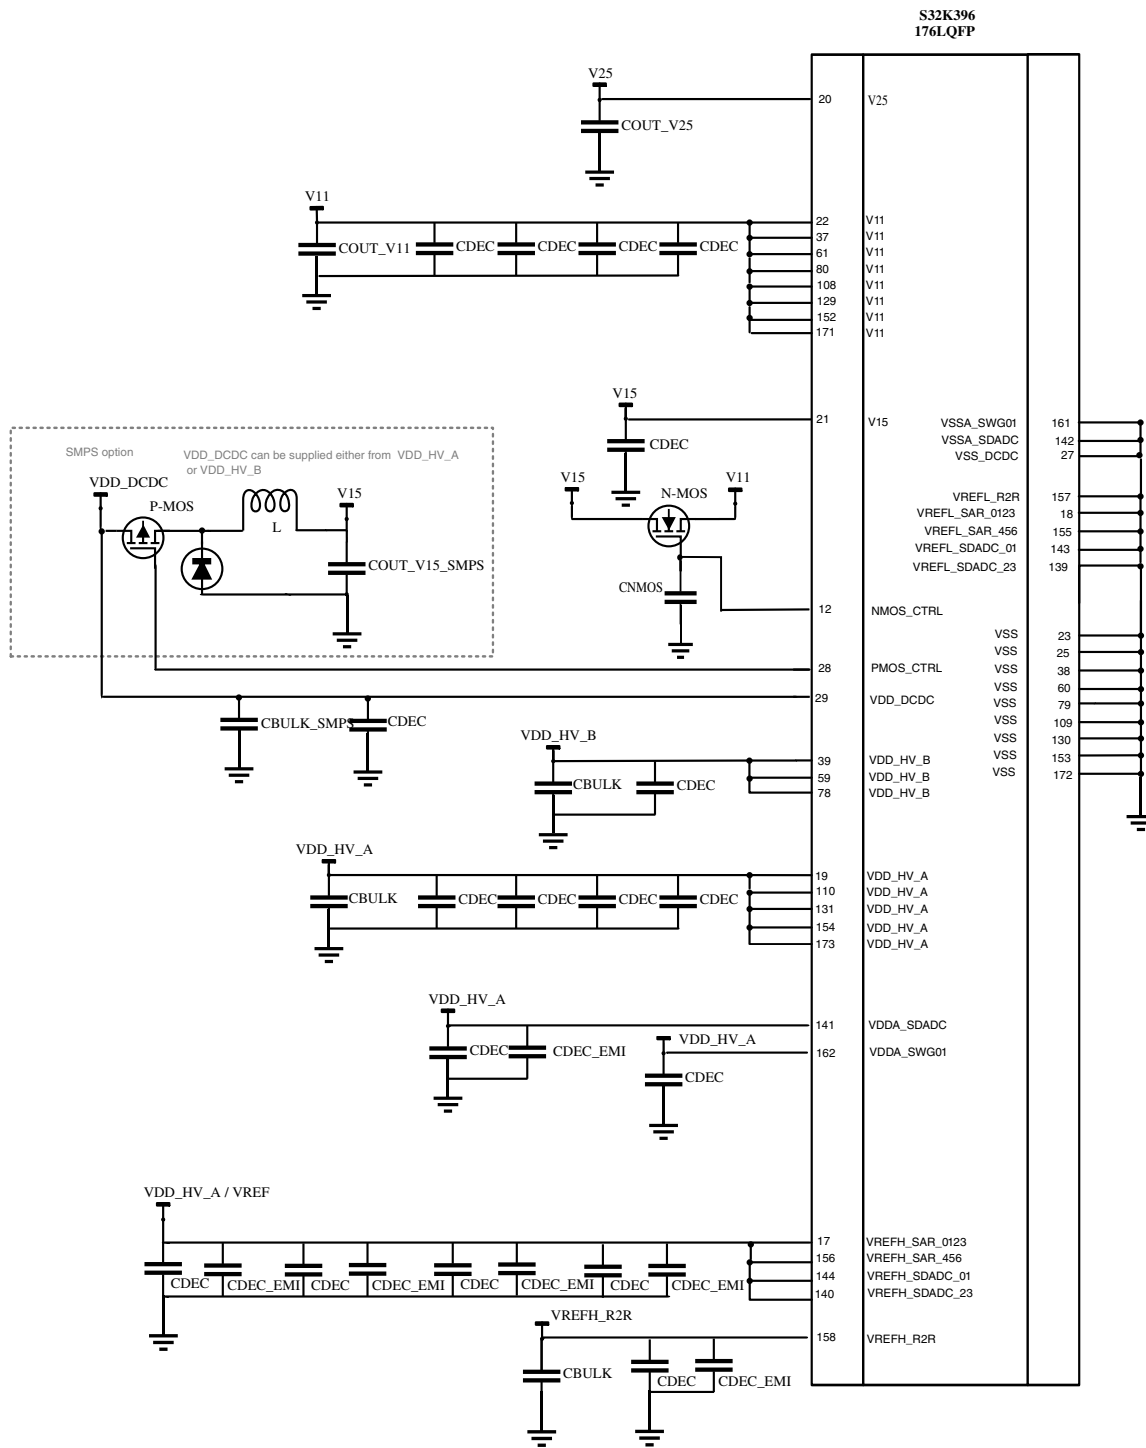 S32K396
176LQFP
V25
20 V25
COUT_V25
V11
22 V11
37 V11
COUT_V11 CDEC CDEC CDEC CDEC
61 V11
80 V11
108 V11
129 V11
152 V11
171 V11
V15
21 V15
CDEC
VSSA_SWG01 161
VSSA_SDADC 142
VSS_DCDC 27
SMPS option
VDD_DCDC can be supplied either from VDD_HV_A
or VDD_HV_B
VDD_DCDC
P-MOS
L
V15
COUT_V15_SMPS
V15 N-MOS V11
CNMOS
VREFL_R2R 157
VREFL_SAR_0123 18
VREFL_SAR_456 155
VREFL_SDADC_01 143
VREFL_SDADC_23 139
12 NMOS_CTRL
VSS 23
VSS 25
28 PMOS_CTRL
VSS 38
VSS 60
29 VDD_DCDC
VSS 79
VSS 109
VSS 130
VSS 153
VSS 172
CBULK_SMPS CDEC
VDD_HV_B
39 VDD_HV_B
59 VDD_HV_B
CBULK CDEC
78 VDD_HV_B
VDD_HV_A
19 VDD_HV_A
110 VDD_HV_A
CBULK CDEC CDEC CDEC CDEC
131 VDD_HV_A
154 VDD_HV_A
173 VDD_HV_A
VDD_HV_A
141 VDDA_SDADC
CDEC CDEC_EMI
VDD_HV_A
162 VDDA_SWG01
CDEC
VDD_HV_A / VREF
17 VREFH_SAR_0123
156 VREFH_SAR_456
144 VREFH_SDADC_01
CDEC CDEC_EMI CDEC CDEC_EMI CDEC CDEC_EMI CDEC CDEC_EMI
140 VREFH_SDADC_23
VREFH_R2R
158 VREFH_R2R
CBULK CDEC CDEC_EMI